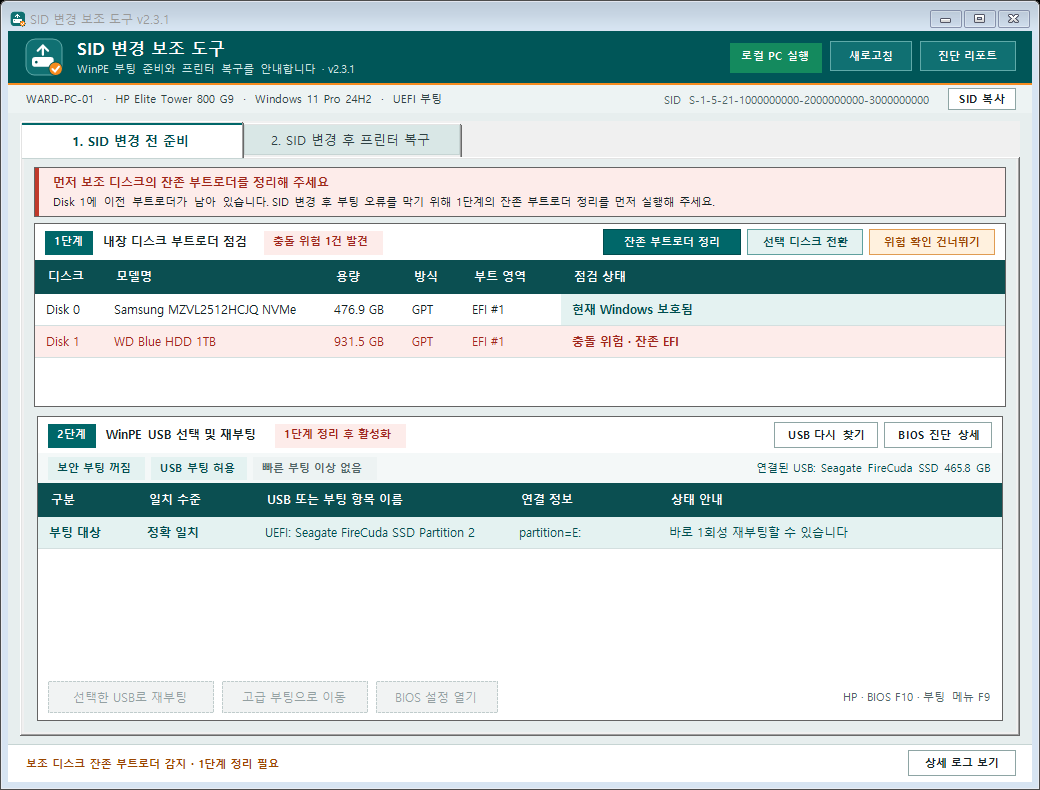 SID 변경 보조 도구 v2.3.1
SID 변경 보조 도구
WinPE 부팅 준비와 프린터 복구를 안내합니다 · v2.3.1
로컬 PC 실행 새로고침 진단 리포트
WARD-PC-01 · HP Elite Tower 800 G9 · Windows 11 Pro 24H2 · UEFI 부팅 SID S-1-5-21-1000000000-2000000000-3000000000 SID 복사
1. SID 변경 전 준비 2. SID 변경 후 프린터 복구
먼저 보조 디스크의 잔존 부트로더를 정리해 주세요
Disk 1에 이전 부트로더가 남아 있습니다. SID 변경 후 부팅 오류를 막기 위해 1단계의 잔존 부트로더 정리를 먼저 실행해 주세요.
1단계 내장 디스크 부트로더 점검 충돌 위험 1건 발견 잔존 부트로더 정리 선택 디스크 전환 위험 확인 건너뛰기
디스크 모델명 용량 방식 부트 영역 점검 상태
Disk 0 Samsung MZVL2512HCJQ NVMe 476.9 GB GPT EFI #1 현재 Windows 보호됨
Disk 1 WD Blue HDD 1TB 931.5 GB GPT EFI #1 충돌 위험 · 잔존 EFI
2단계 WinPE USB 선택 및 재부팅 1단계 정리 후 활성화 USB 다시 찾기 BIOS 진단 상세
보안 부팅 꺼짐 USB 부팅 허용 빠른 부팅 이상 없음 연결된 USB: Seagate FireCuda SSD 465.8 GB
구분 일치 수준 USB 또는 부팅 항목 이름 연결 정보 상태 안내
부팅 대상 정확 일치 UEFI: Seagate FireCuda SSD Partition 2 partition=E: 바로 1회성 재부팅할 수 있습니다
선택한 USB로 재부팅 고급 부팅으로 이동 BIOS 설정 열기 HP · BIOS F10 · 부팅 메뉴 F9
보조 디스크 잔존 부트로더 감지 · 1단계 정리 필요 상세 로그 보기